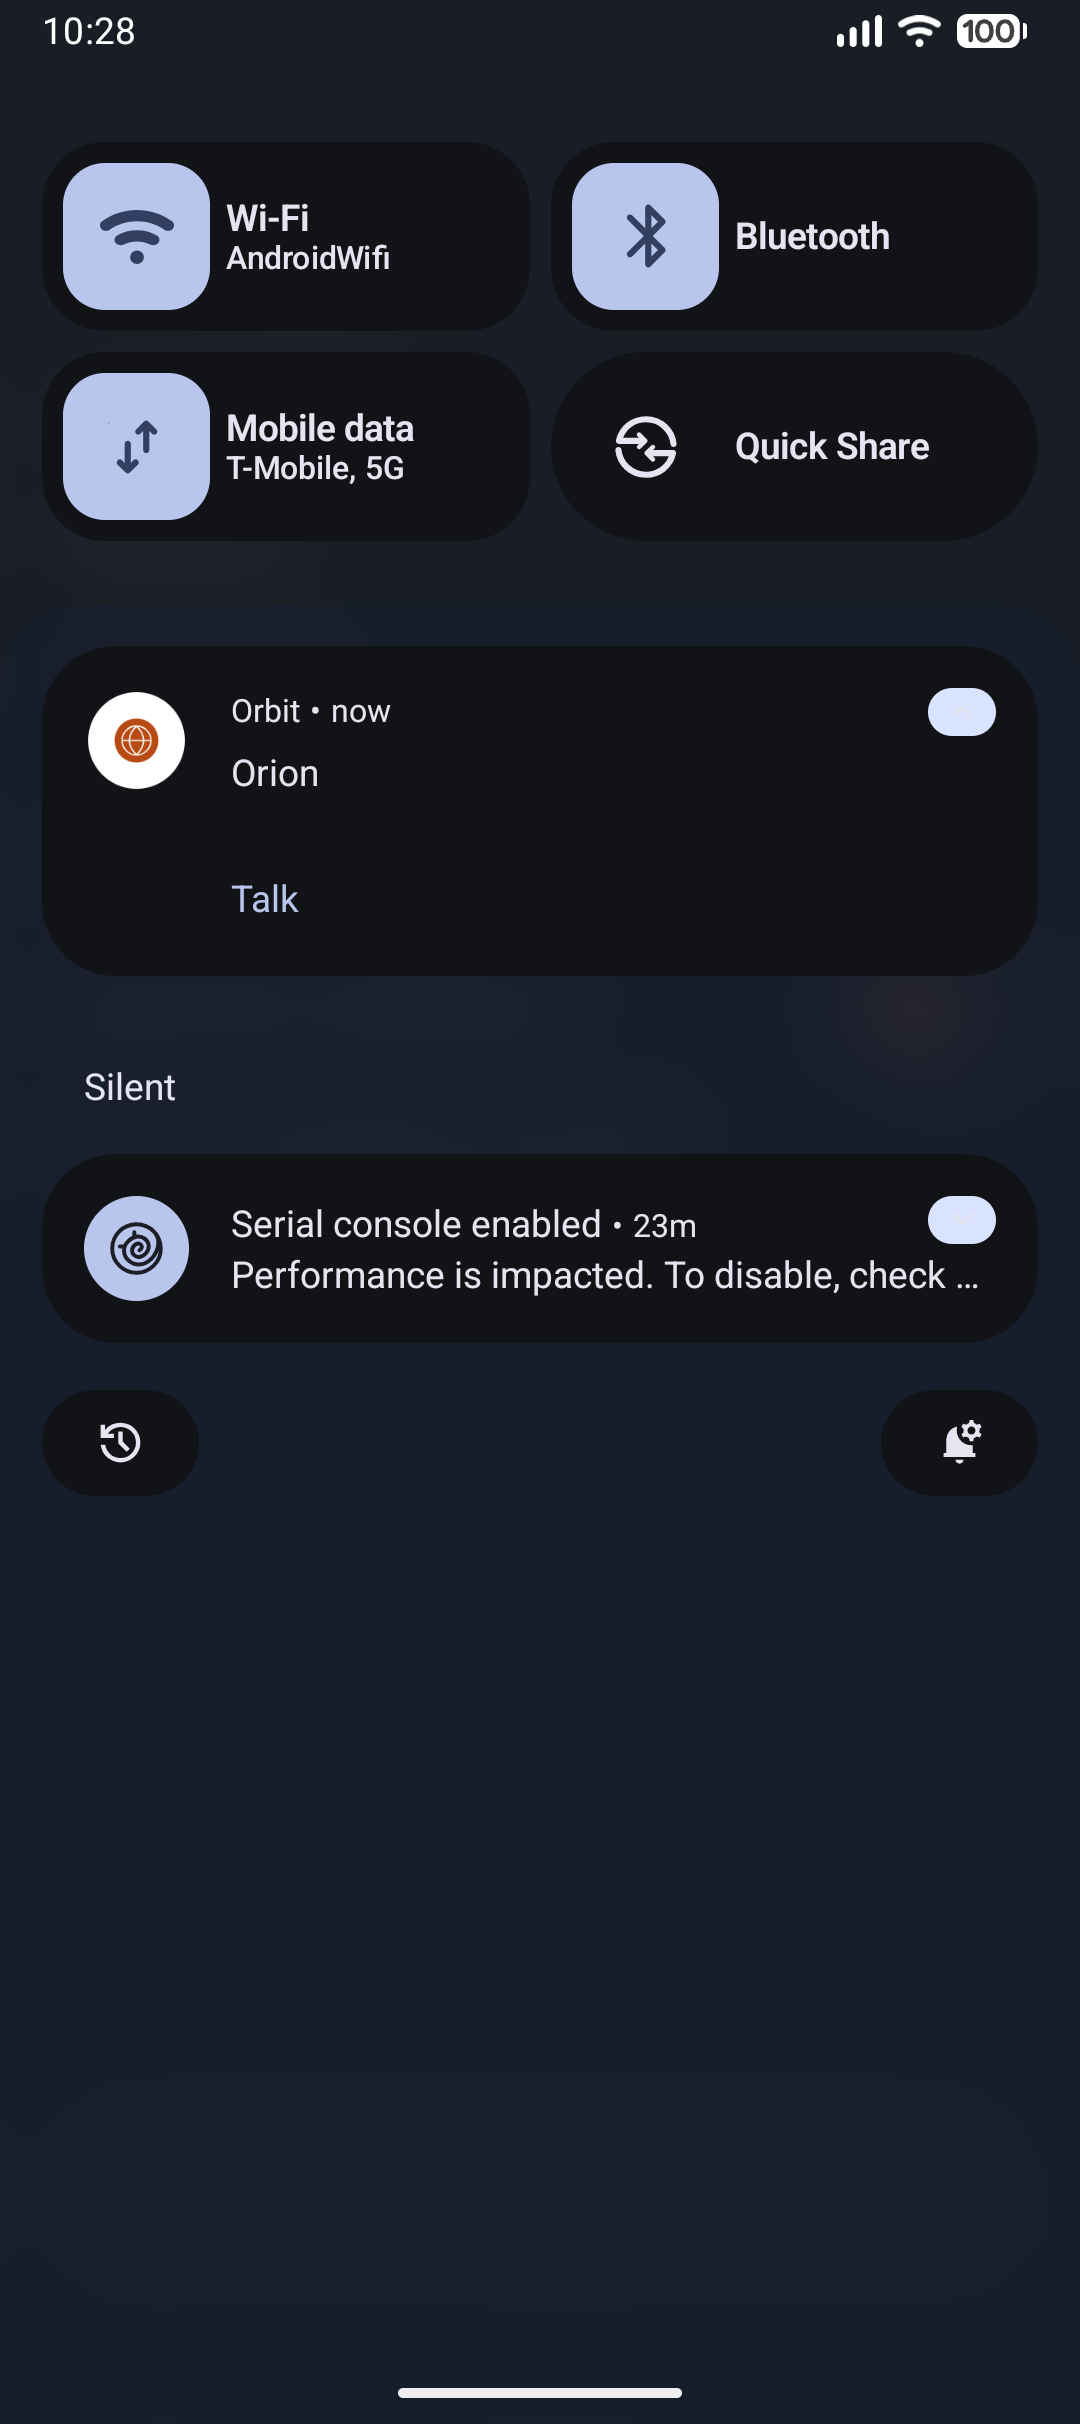 10:28
100
Wi-Fi
AndroidWifi
Bluetooth
Mobile data
T-Mobile, 5G
Quick Share
Orbit • now
Orion
Talk
Silent
Serial console enabled • 23m
Performance is impacted. To disable, check …